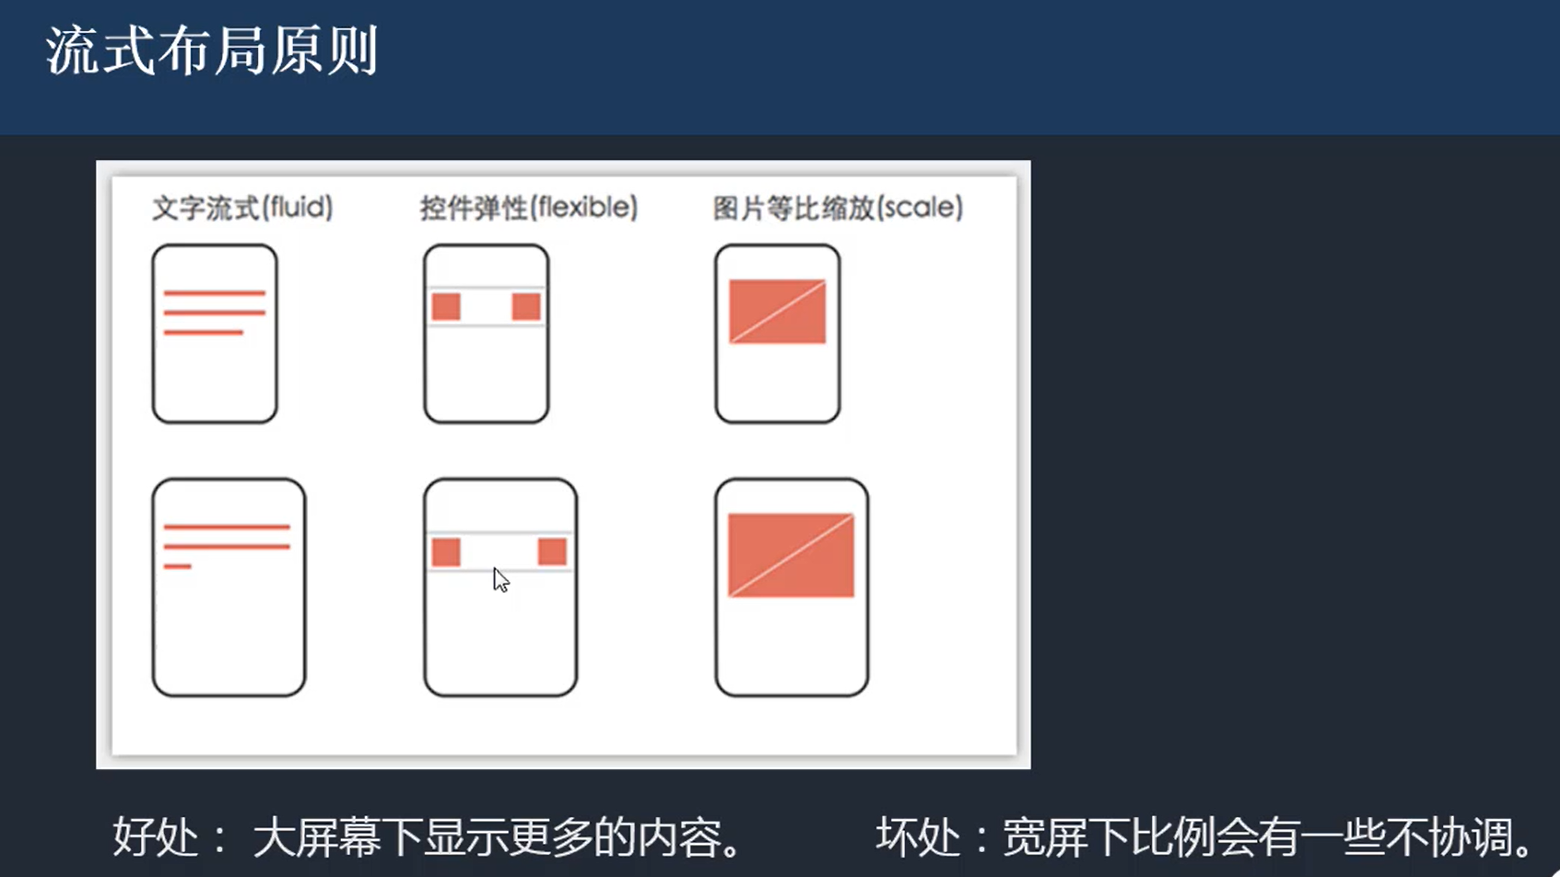 流式布局原则
文字流式(fluid)
控件弹性(flexible)
图片等比缩放(scale)
好处： 大屏幕下显示更多的内容。
坏处：宽屏下比例会有一些不协调。